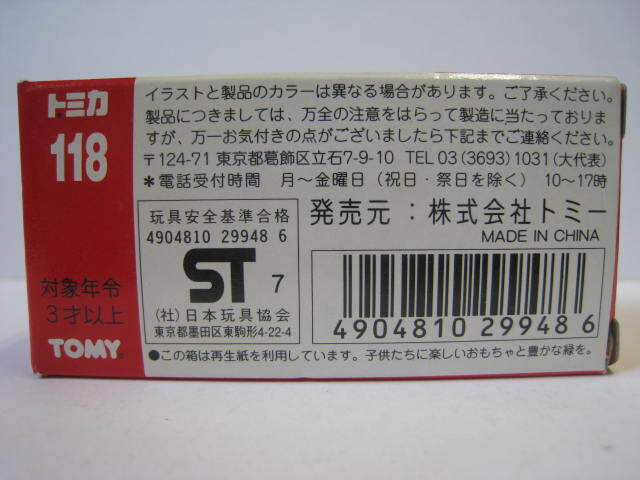 トミカ
118
対象年令
3才以上
TOMY
イラストと製品のカラーは異なる場合があります。ご了承ください。
製品につきましては、万全の注意をはらって製造に当たっておりま
すが、万一お気付きの点がございましたら下記までご連絡ください。
〒124-71 東京都葛飾区立石7-9-10 TEL 03(3693)1031(大代表)
*電話受付時間 月〜金曜日(祝日・祭日を除く) 10〜17時
玩具安全基準合格
4904810 29948 6
ST 7
(社)日本玩具協会
東京都墨田区東駒形4-22-4
発売元:株式会社トミー
MADE IN CHINA
4904810 299486
●この箱は再生紙を利用しています。子供たちに楽しいおもちゃと豊かな緑を。